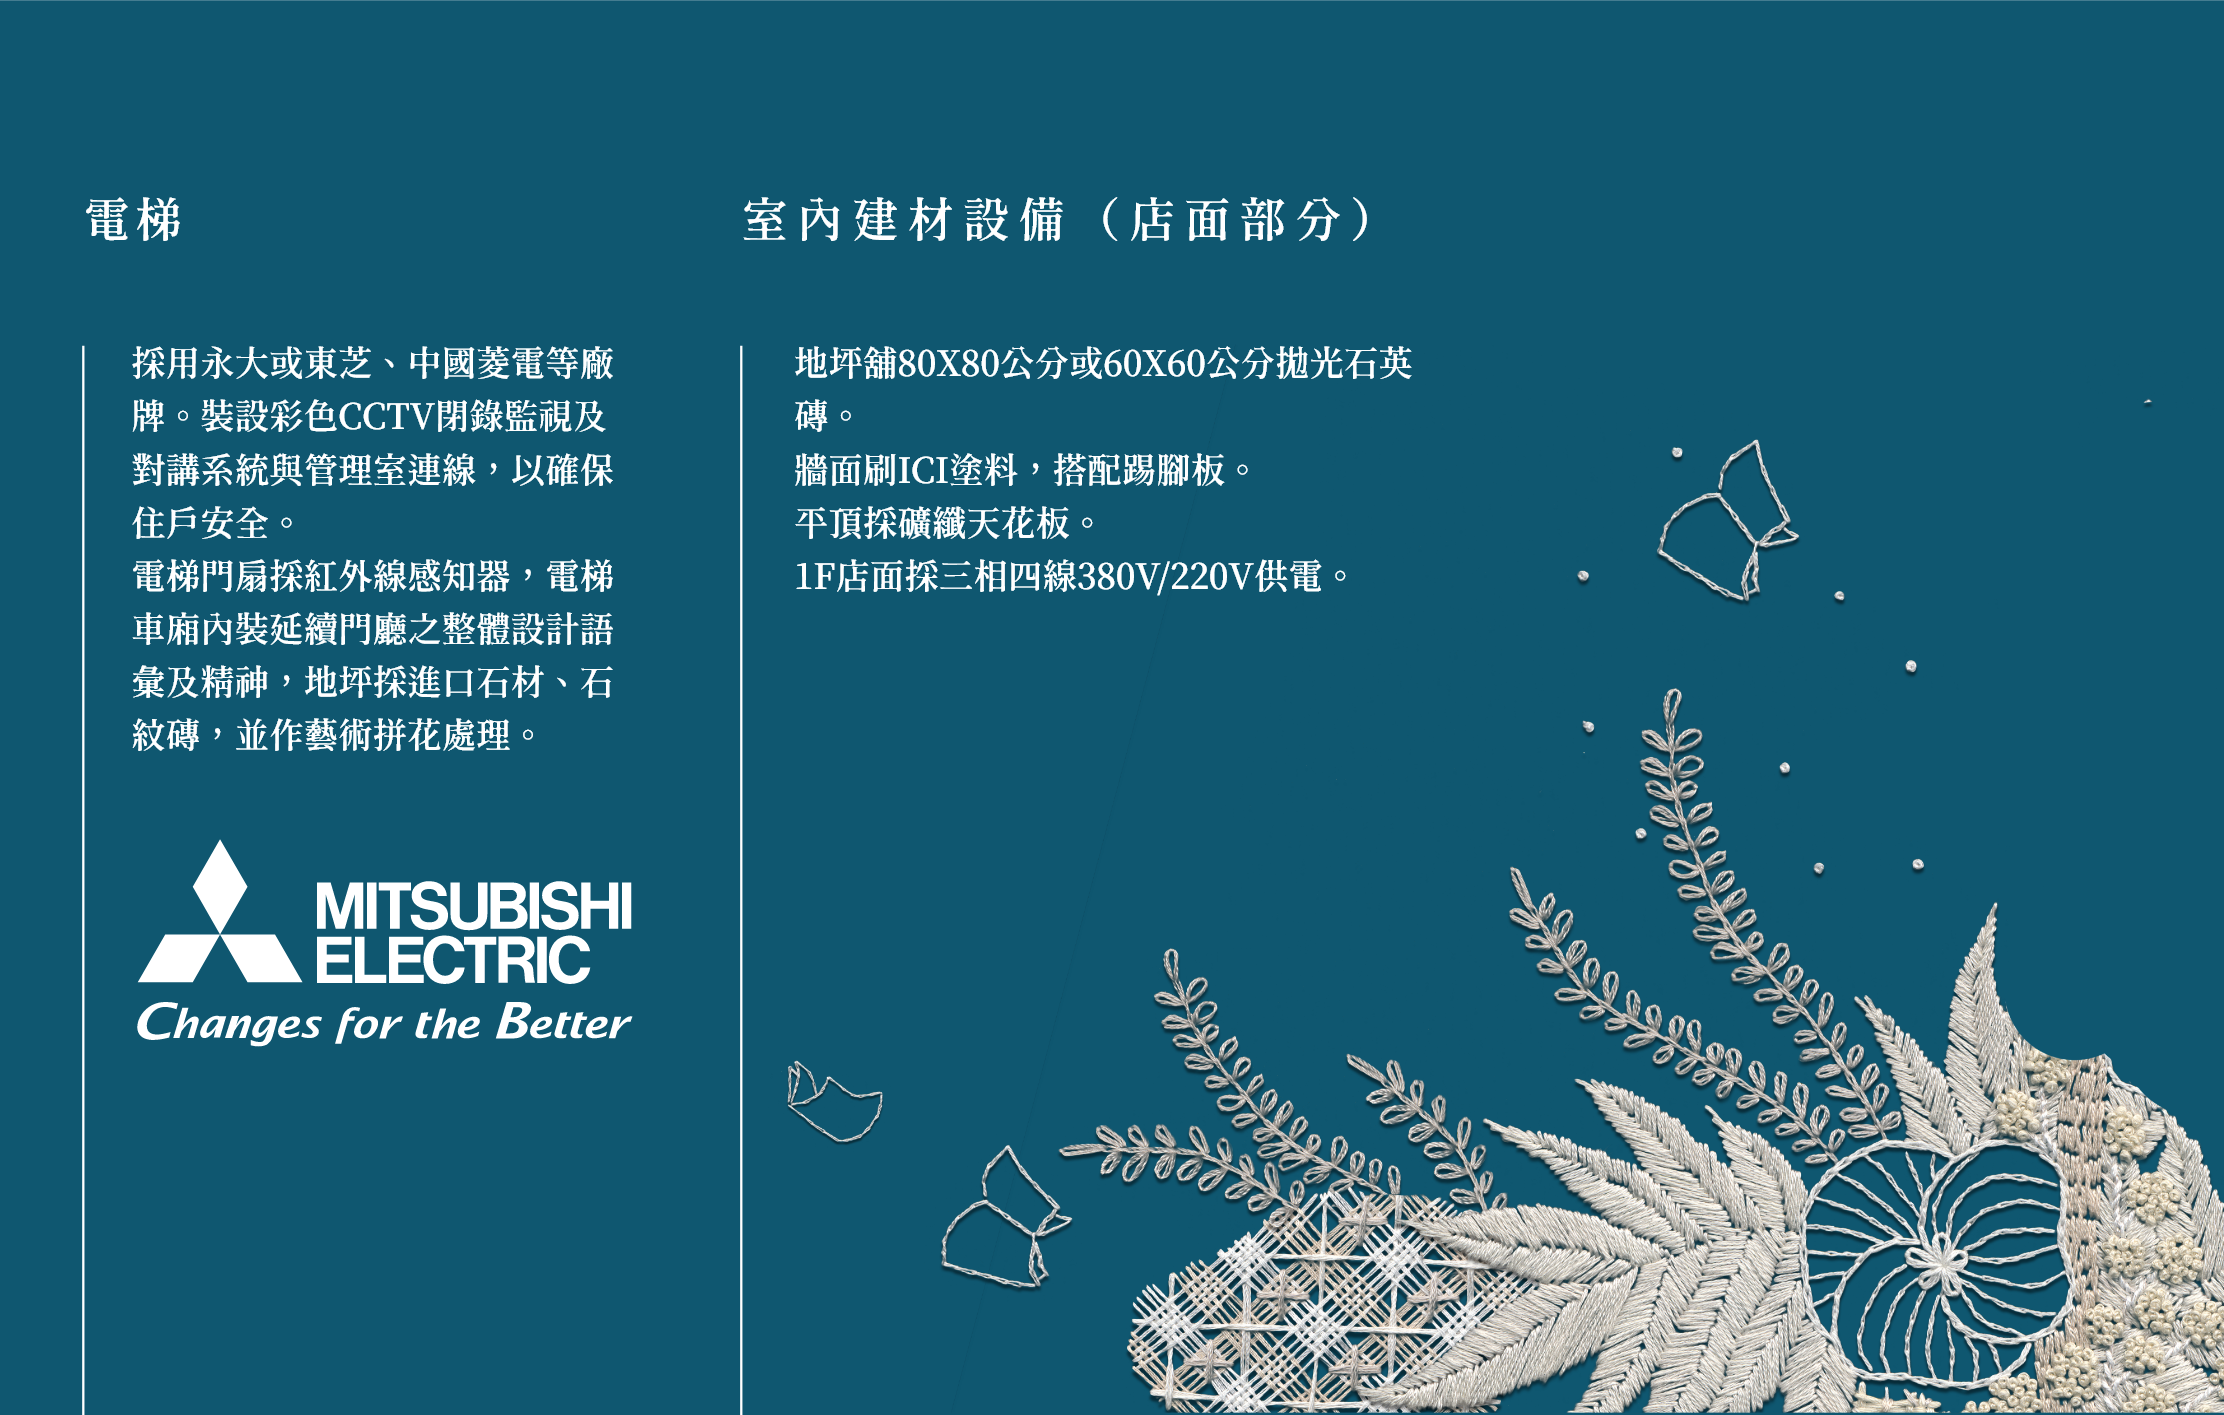 電梯
採用永大或東芝、中國菱電等廠
牌。裝設彩色CCTV閉錄監視及
對講系統與管理室連線，以確保
住戶安全。
電梯門扇採紅外線感知器，電梯
車廂內裝延續門廳之整體設計語
彙及精神，地坪採進口石材、石
紋磚，並作藝術拼花處理。
MITSUBISHI
ELECTRIC
Changes for the Better
室內建材設備（店面部分）
地坪舖80X80公分或60X60公分拋光石英
磚。
牆面刷ICI塗料，搭配踢腳板。
平頂採礦纖天花板。
1F店面採三相四線380V/220V供電。